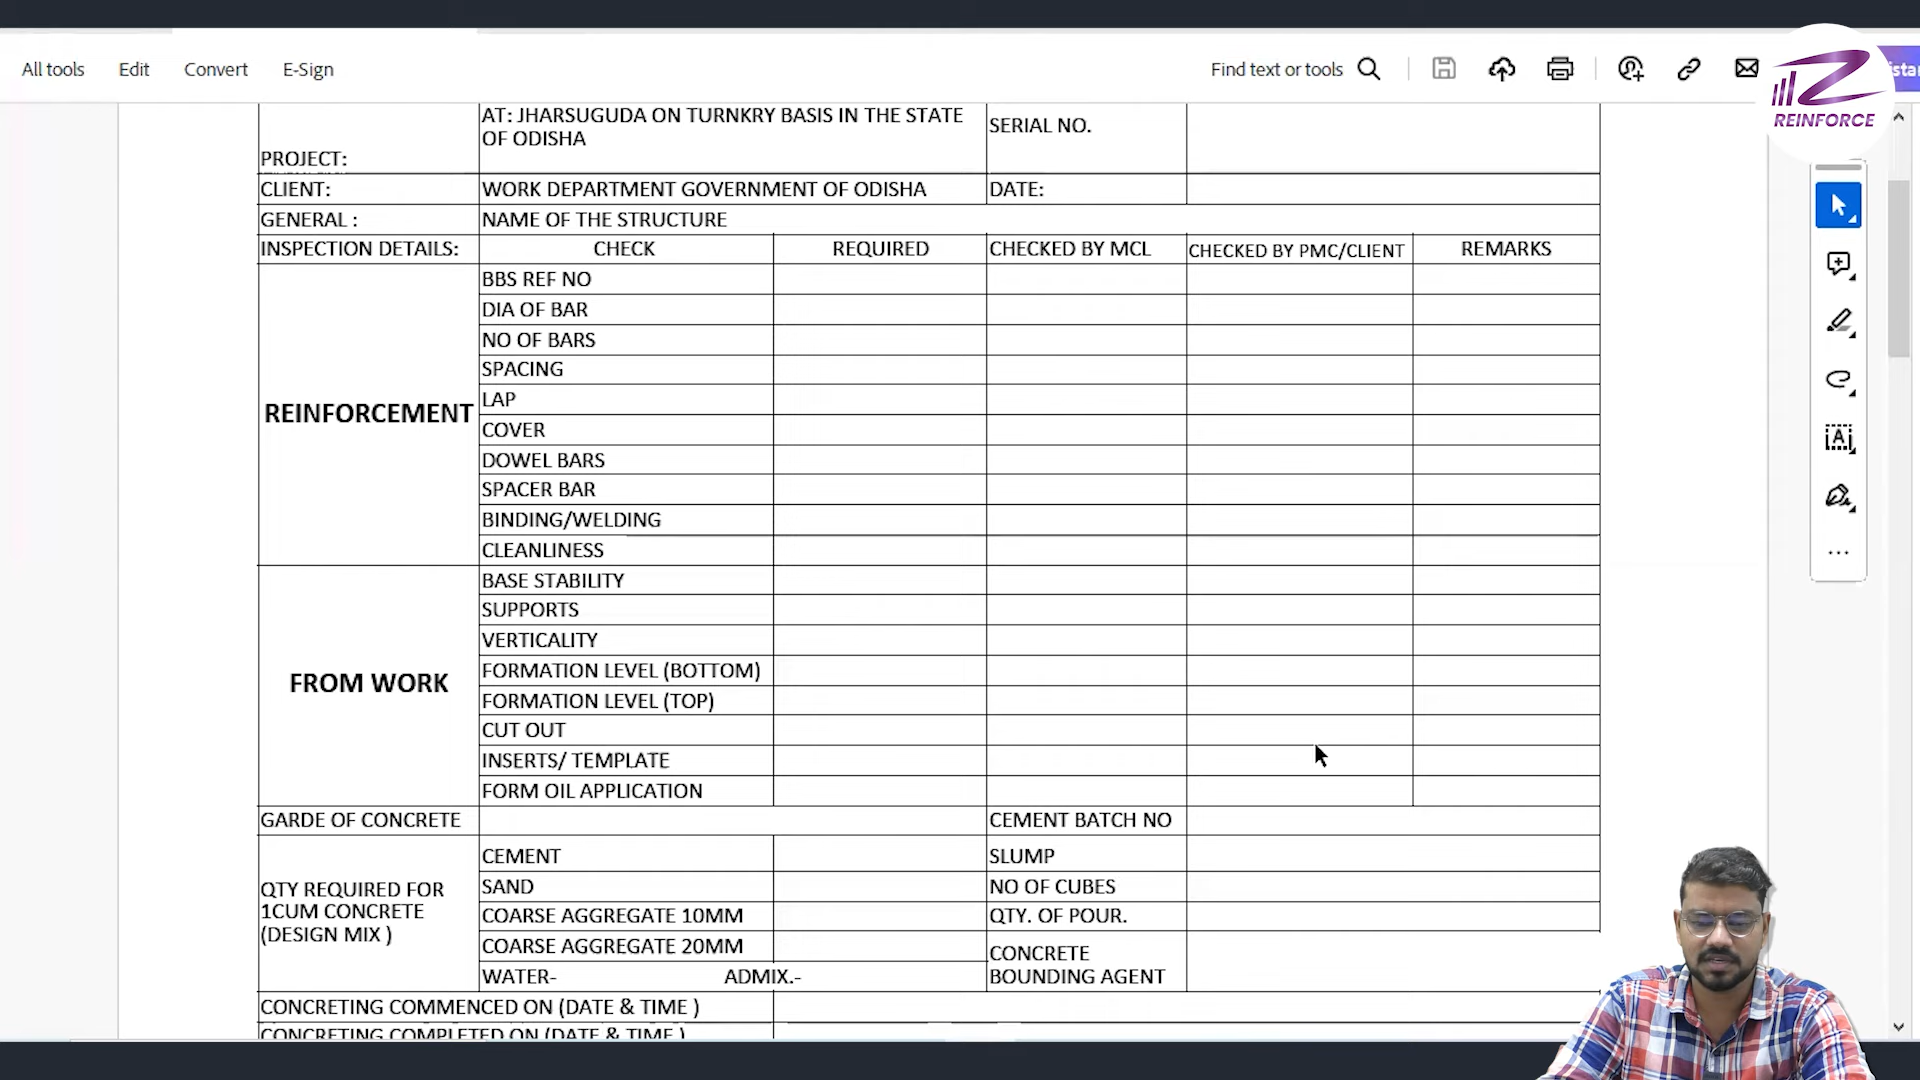 All tools Edit Convert E-Sign Find text or tools
REINFORCE
AT: JHARSUGUDA ON TURNKRY BASIS IN THE STATE
OF ODISHA
SERIAL NO.
PROJECT:
CLIENT: WORK DEPARTMENT GOVERNMENT OF ODISHA DATE:
GENERAL : NAME OF THE STRUCTURE
INSPECTION DETAILS: CHECK REQUIRED CHECKED BY MCL CHECKED BY PMC/CLIENT REMARKS
REINFORCEMENT
BBS REF NO
DIA OF BAR
NO OF BARS
SPACING
LAP
COVER
DOWEL BARS
SPACER BAR
BINDING/WELDING
CLEANLINESS
FROM WORK
BASE STABILITY
SUPPORTS
VERTICALITY
FORMATION LEVEL (BOTTOM)
FORMATION LEVEL (TOP)
CUT OUT
INSERTS/ TEMPLATE
FORM OIL APPLICATION
GARDE OF CONCRETE CEMENT BATCH NO
QTY REQUIRED FOR
1CUM CONCRETE
(DESIGN MIX )
CEMENT SLUMP
SAND NO OF CUBES
COARSE AGGREGATE 10MM QTY. OF POUR.
COARSE AGGREGATE 20MM
CONCRETE
BOUNDING AGENT
WATER- ADMIX.-
CONCRETING COMMENCED ON (DATE & TIME )
CONCRETING COMPLETED ON (DATE & TIME )